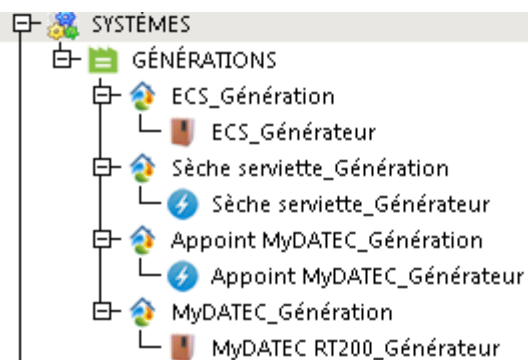 SYSTÈMES
GÉNÉRATIONS
ECS_Génération
ECS_Générateur
Sèche serviette_Génération
Sèche serviette_Générateur
Appoint MyDATEC_Génération
Appoint MyDATEC_Générateur
MyDATEC_Génération
MyDATEC RT200_Générateur